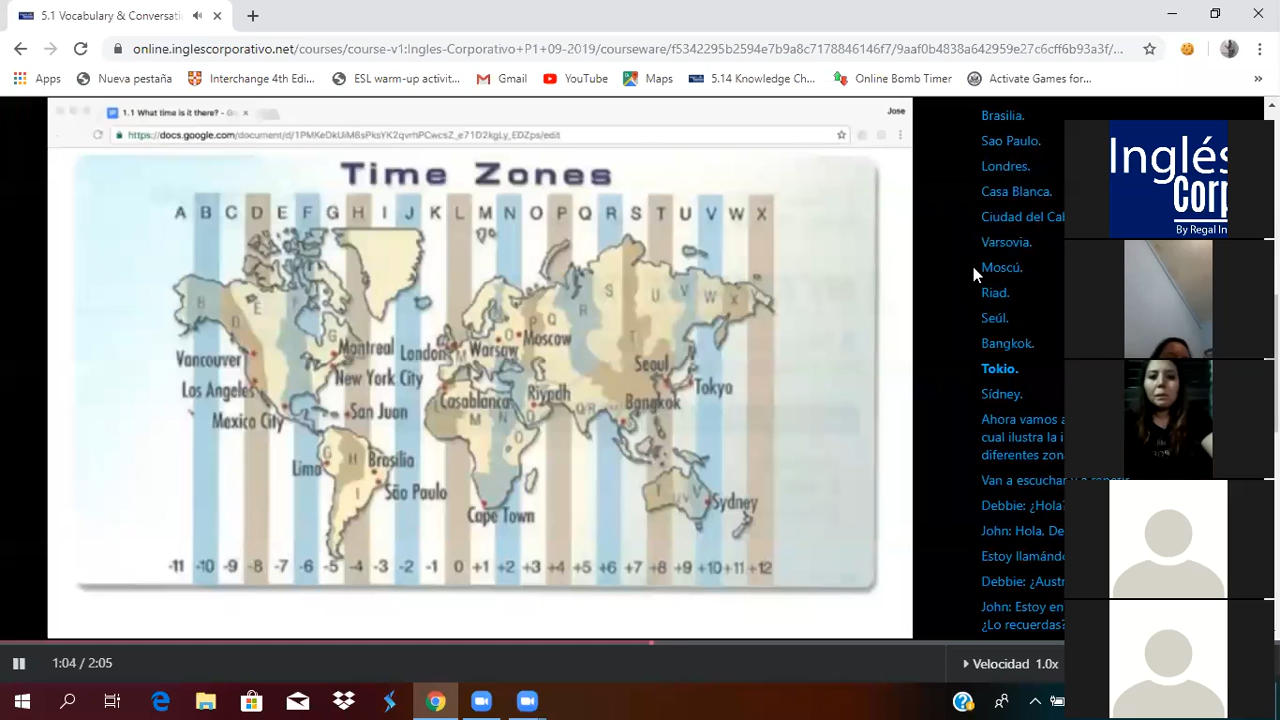 5.1 Vocabulary & Conversati
online.inglescorporativo.net/courses/course-v1:Ingles-Corporativo+P1+09-2019/courseware/f5342295b2594e7b9a8c7178846146f7/9aaf0b4838a642959e27c6cff6b93a3f/...
Apps Nueva pestaña Interchange 4th Edi... ESL warm-up activit... Gmail YouTube Maps 5.14 Knowledge Ch... Online Bomb Timer Activate Games for... »
1.1 What time is it there? - Jose
Time Zones
A B C D E F G H I J K L M N O P Q R S T U V W X
B D E F G H
M N O P Q R S T U V W X
Vancouver
Montreal
London
Warsaw
Moscow
Seoul
Los Angeles
New York City
Casablanca
Riyadh
Bangkok
Tokyo
Mexico City
San Juan
Lima
Brasilia
São Paulo
Cape Town
Sydney
-11 -10 -9 -8 -7 -6 -5 -4 -3 -2 -1 0 +1 +2 +3 +4 +5 +6 +7 +8 +9 +10 +11 +12
Brasilia.
Sao Paulo.
Londres.
Casa Blanca.
Ciudad del Ca
Varsovia.
Moscú.
Riad.
Seúl.
Bangkok.
Tokio.
Sídney.
Ahora vamos a
cual ilustra la i
diferentes zon
Van a escuchar y a repetir
Debbie: ¿Hola?
John: Hola, De
Estoy llamándo
Debbie: ¿Austr
John: Estoy en
¿Lo recuerdas?
Inglés
Corp
By Regal In
1:04 / 2:05
Velocidad 1.0x